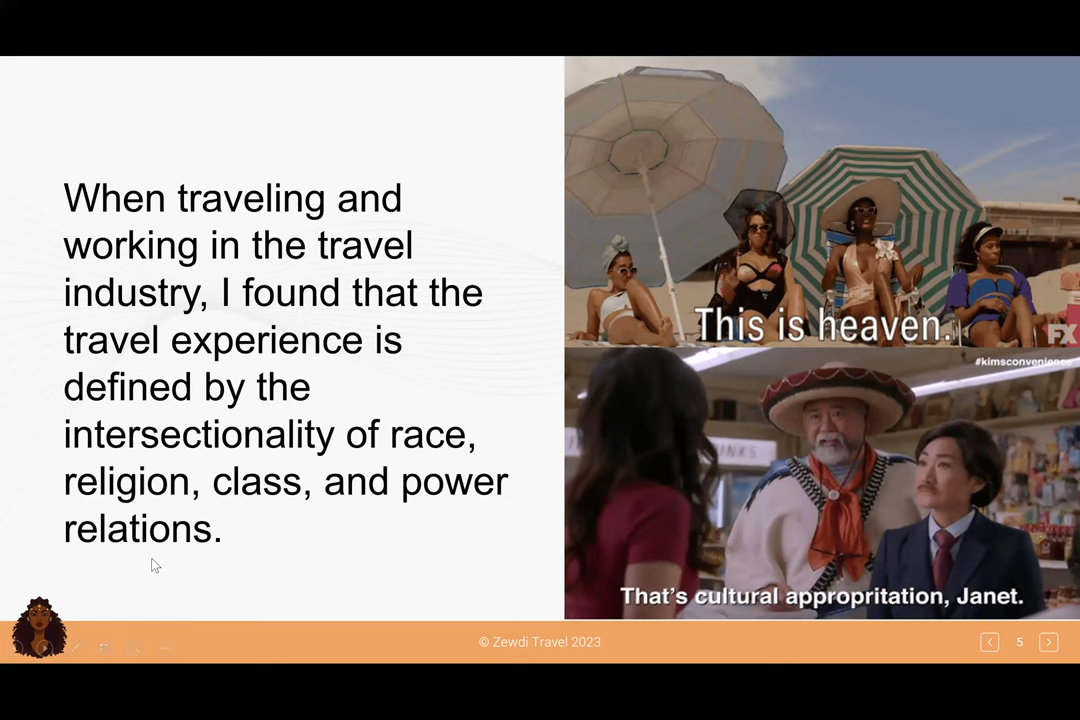 When traveling and
working in the travel
industry, I found that the
travel experience is
defined by the
intersectionality of race,
religion, class, and power
relations.
This is heaven.
FX
#kimsconvenience
That's cultural appropritation, Janet.
© Zewdi Travel 2023
5